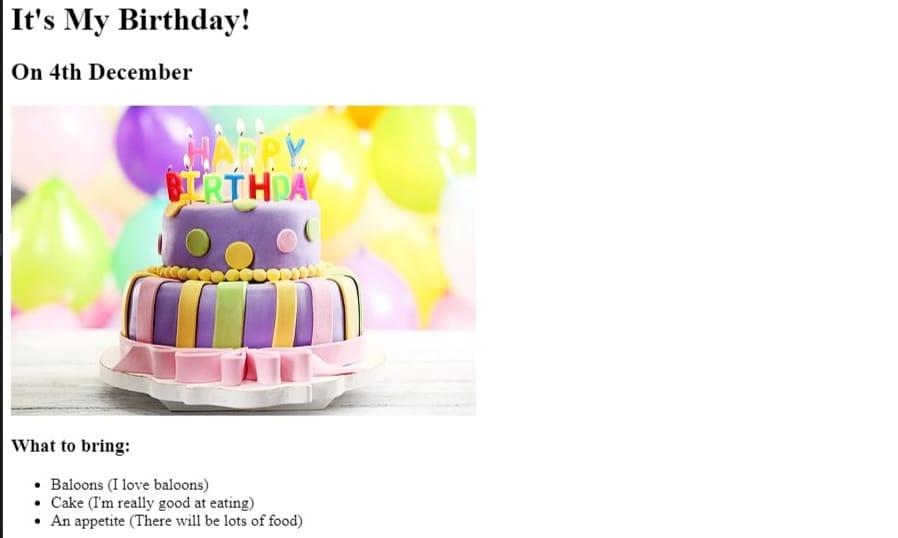 It's My Birthday!
On 4th December
HAPPY
BIRTHDAY
What to bring:
Baloons (I love baloons)
Cake (I'm really good at eating)
An appetite (There will be lots of food)